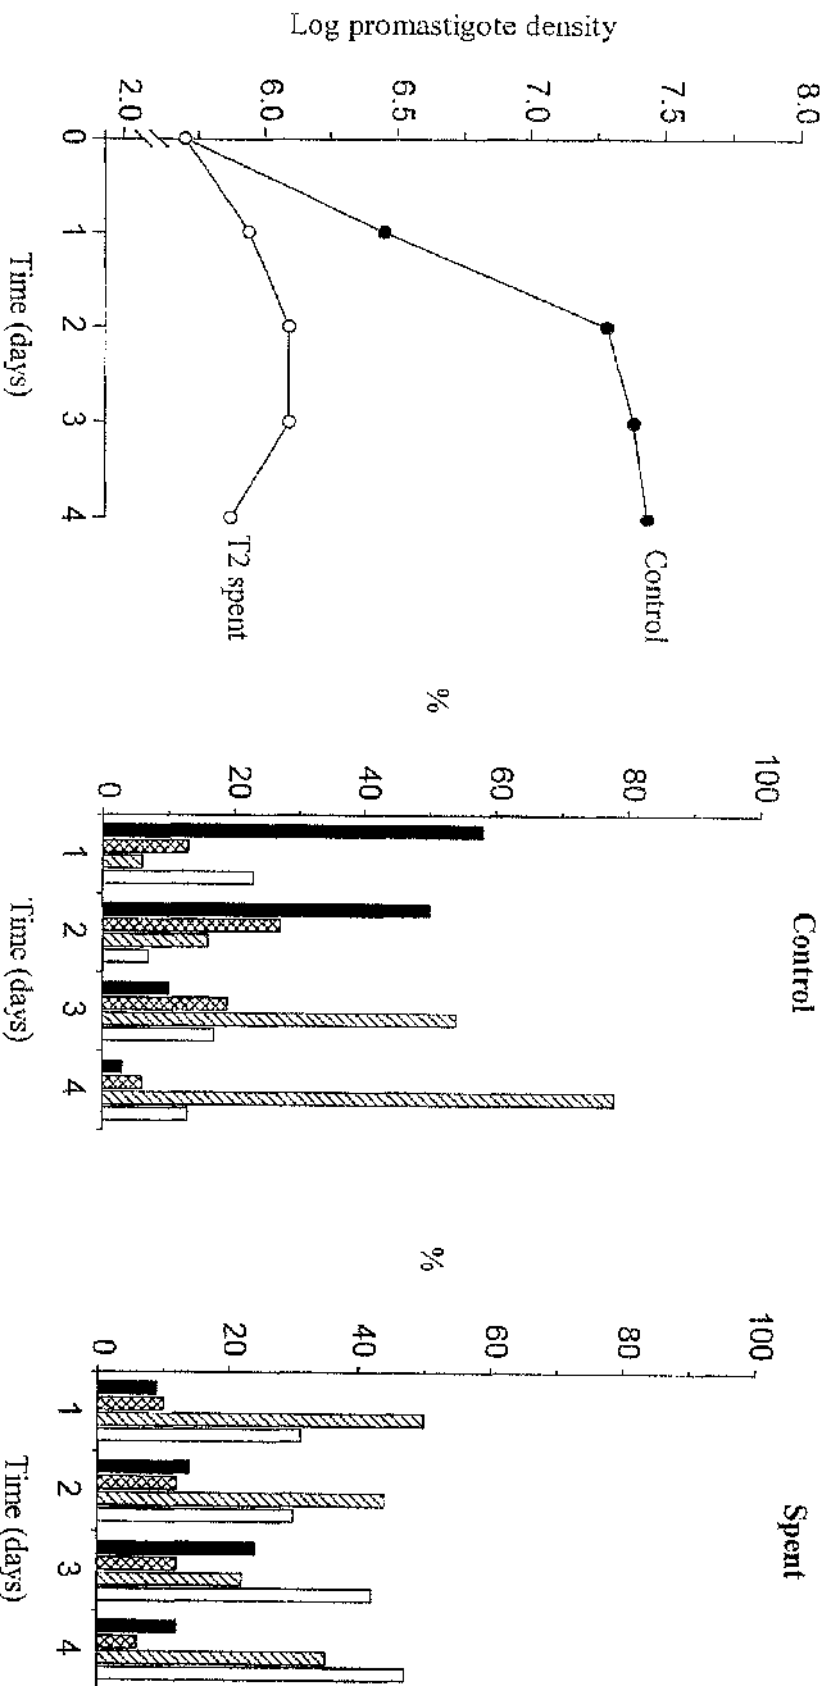 Log promastigote density
8.0
7.5
7.0
6.5
6.0
2.0
0 1 2 3 4
Time (days)
Control
T2 spent
Control
%
100
80
60
40
20
0
1 2 3 4
Time (days)
Spent
%
100
80
60
40
20
0
1 2 3 4
Time (days)